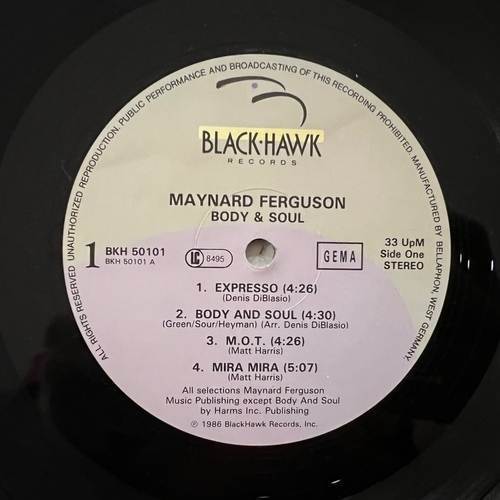 ALL RIGHTS RESERVED UNAUTHORIZED REPRODUCTION, PUBLIC PERFORMANCE AND BROADCASTING OF THIS RECORDING PROHIBITED. MANUFACTURED BY BELLAPHON, WEST GERMANY.
BLACK·HAWK
RECORDS
MAYNARD FERGUSON
BODY & SOUL
1 BKH 50101
BKH 50101 A
LC 8495
GEMA
33 UpM
Side One
STEREO
1. EXPRESSO (4:26)
(Denis DiBlasio)
2. BODY AND SOUL (4:30)
(Green/Sour/Heyman) (Arr. Denis DiBlasio)
3. M.O.T. (4:26)
(Matt Harris)
4. MIRA MIRA (5:07)
(Matt Harris)
All selections Maynard Ferguson
Music Publishing except Body And Soul
by Harms Inc. Publishing
℗ 1986 BlackHawk Records, Inc.